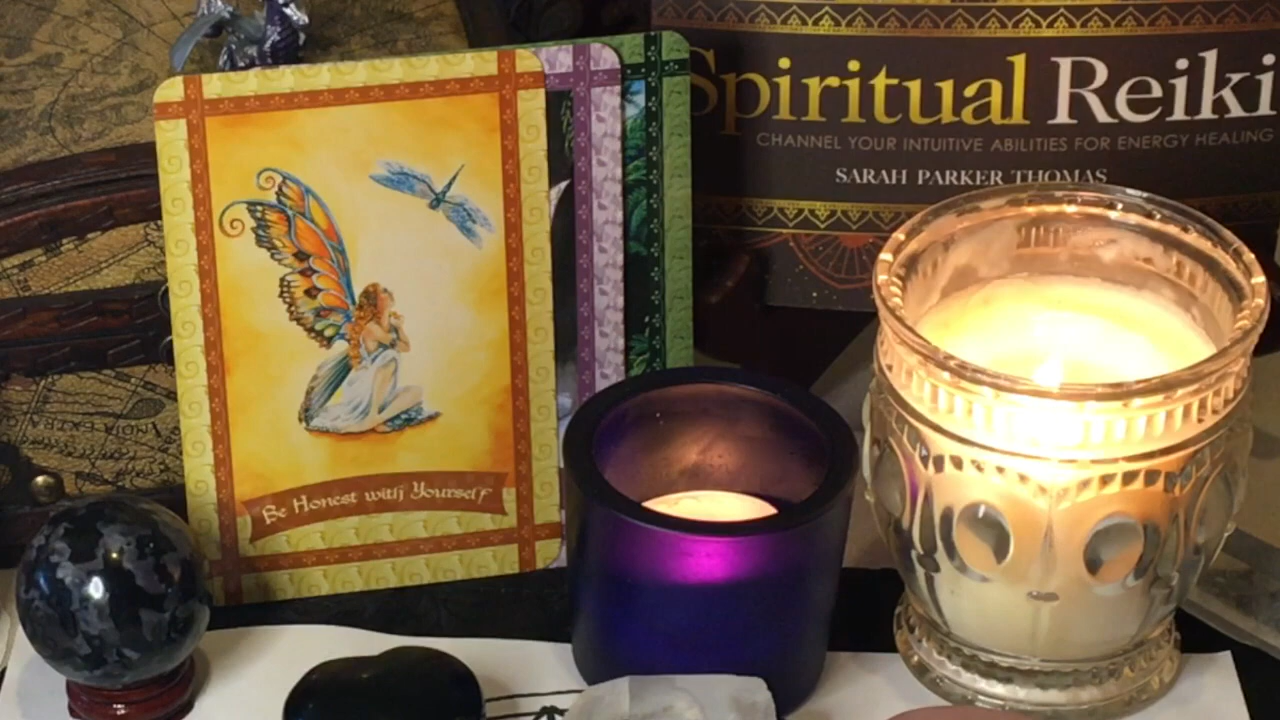 Spiritual Reiki
CHANNEL YOUR INTUITIVE ABILITIES FOR ENERGY HEALING
SARAH PARKER THOMAS
Be Honest with Yourself